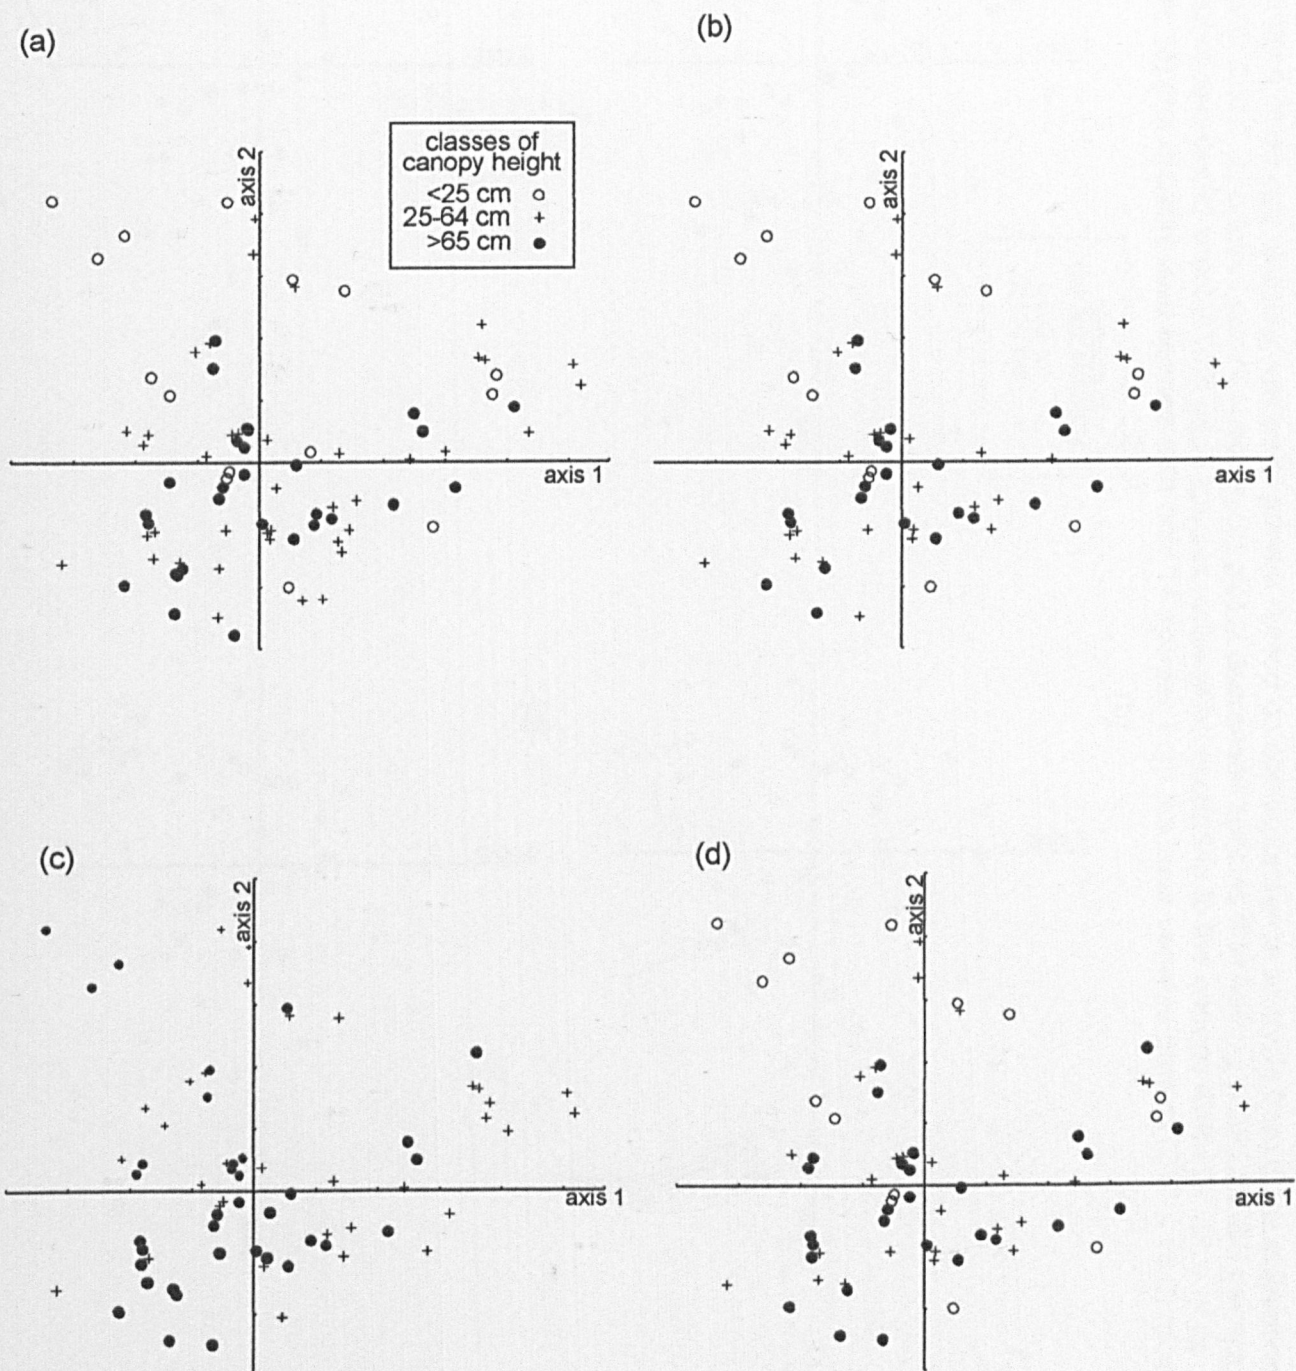 (a)
(b)
classes of
canopy height
<25 cm
25-64 cm
>65 cm
axis 2
axis 2
axis 1
axis 1
(c)
(d)
axis 2
axis 2
axis 1
axis 1